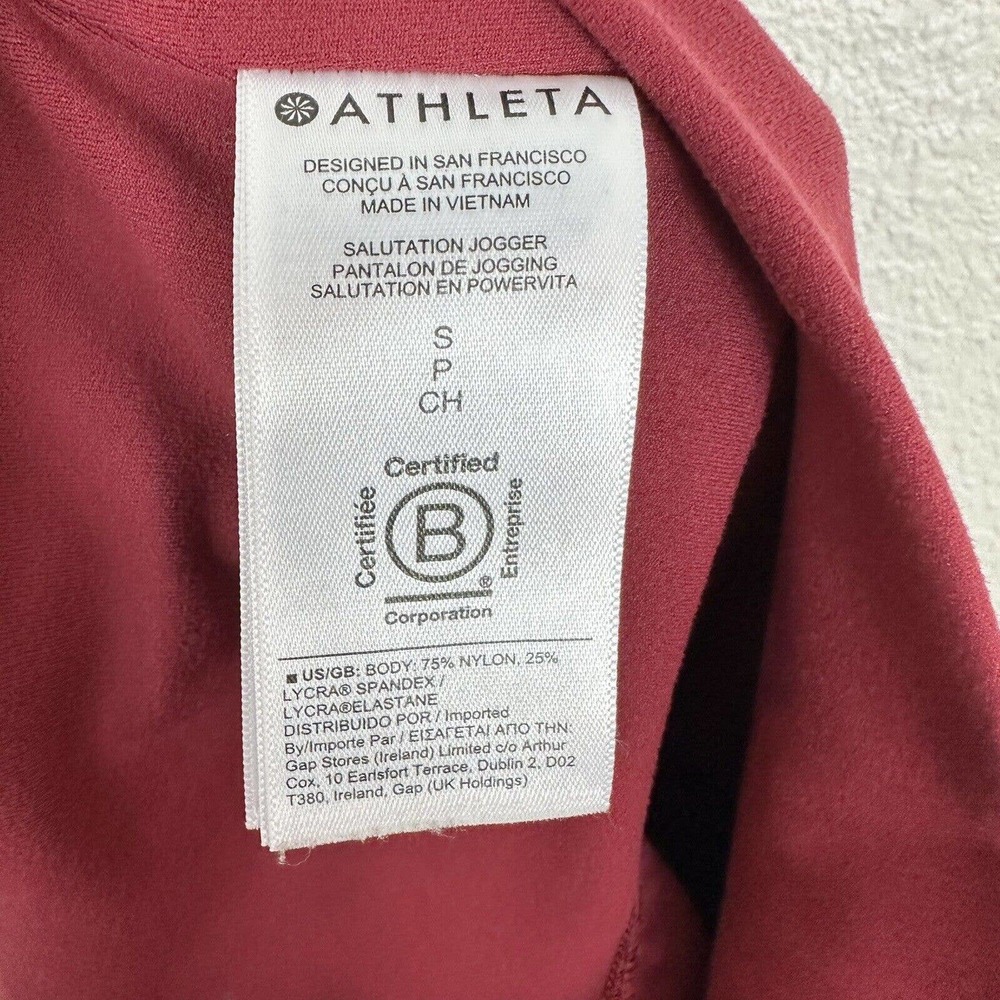 ATHLETA
DESIGNED IN SAN FRANCISCO
CONÇU À SAN FRANCISCO
MADE IN VIETNAM
SALUTATION JOGGER
PANTALON DE JOGGING
SALUTATION EN POWERVITA
S
P
CH
Certified
Certifiée
B
Entreprise
®
Corporation
US/GB: BODY: 75% NYLON, 25%
LYCRA® SPANDEX /
LYCRA®ELASTANE
DISTRIBUIDO POR / Imported
By/Importe Par / ΕΙΣΑΓΕΤΑΙ ΑΠΟ ΤΗΝ:
Gap Stores (Ireland) Limited c/o Arthur
Cox, 10 Earlsfort Terrace, Dublin 2, D02
T380, Ireland, Gap (UK Holdings)